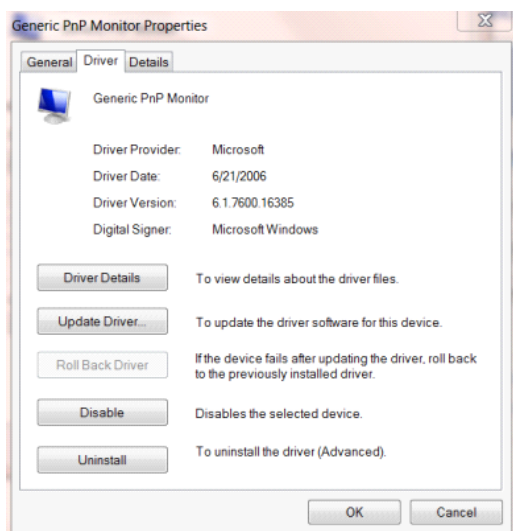 Generic PnP Monitor Properties
General Driver Details
Generic PnP Monitor
Driver Provider: Microsoft
Driver Date: 6/21/2006
Driver Version: 6.1.7600.16385
Digital Signer: Microsoft Windows
Driver Details To view details about the driver files.
Update Driver... To update the driver software for this device.
Roll Back Driver If the device fails after updating the driver, roll back
to the previously installed driver.
Disable Disables the selected device.
Uninstall To uninstall the driver (Advanced).
OK Cancel